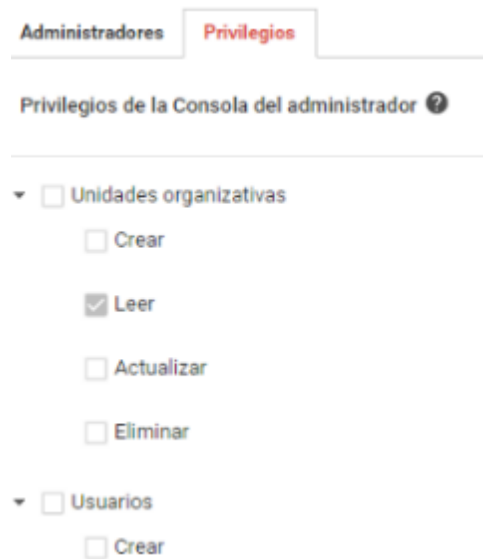 Administradores Privilegios
Privilegios de la Consola del administrador ?
Unidades organizativas
Crear
Leer
Actualizar
Eliminar
Usuarios
Crear